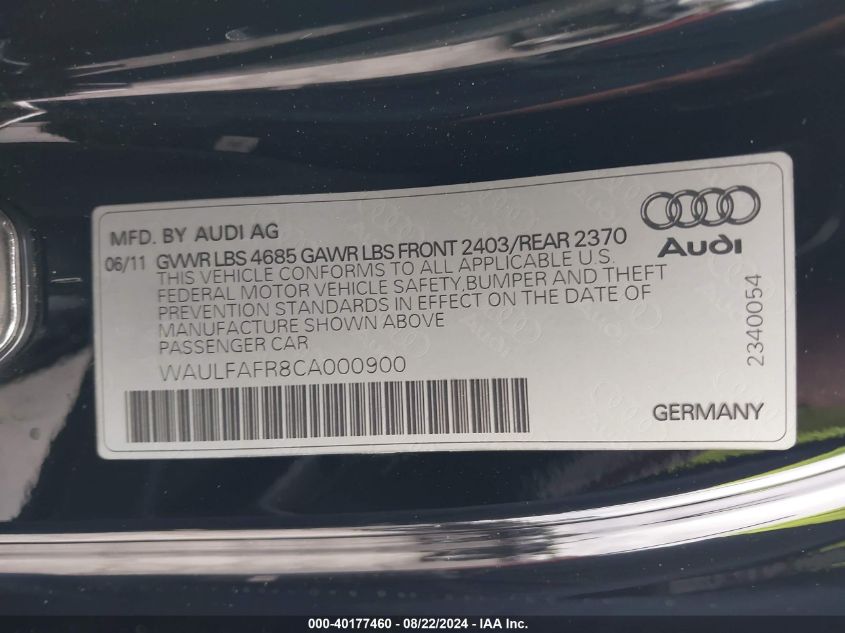 MFD. BY AUDI AG
06/11 GVWR LBS 4685 GAWR LBS FRONT 2403/REAR 2370
THIS VEHICLE CONFORMS TO ALL APPLICABLE U.S.
FEDERAL MOTOR VEHICLE SAFETY,BUMPER AND THEFT
PREVENTION STANDARDS IN EFFECT ON THE DATE OF
MANUFACTURE SHOWN ABOVE
PASSENGER CAR
WAULFAFR8CA000900
Audi
2340054
GERMANY
000-40177460 - 08/22/2024 - IAA Inc.